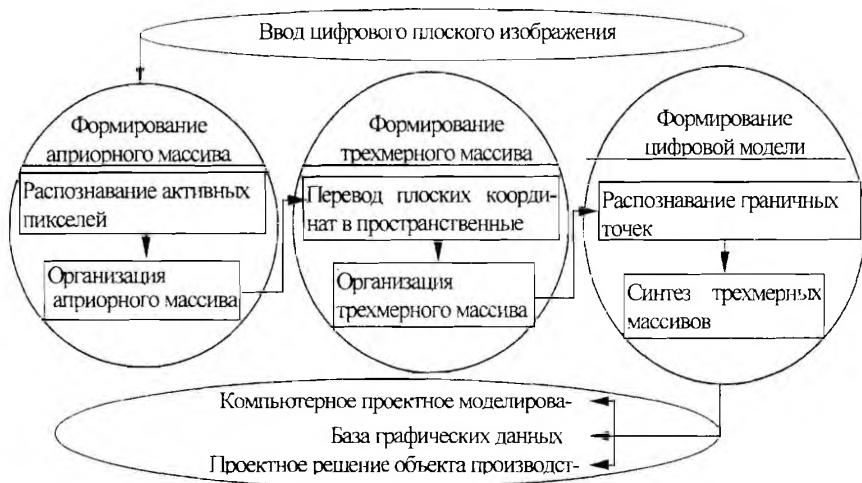 Ввод цифрового плоского изображения
Формирование
априорного массива
Распознавание активных
пикселей
Организация
априорного массива
Формирование
трехмерного массива
Перевод плоских коорди-
нат в пространственные
Организация
трехмерного массива
Формирование
цифровой модели
Распознавание граничных
точек
Синтез трехмерных
массивов
Компьютерное проектное моделирова-
База графических данных
Проектное решение объекта производст-